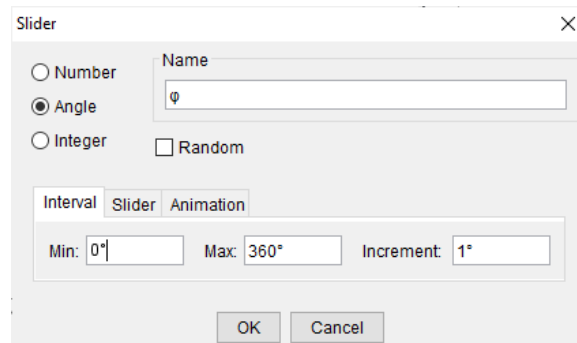 Slider
Number
Name
φ
Angle
Integer
Random
Interval Slider Animation
Min: 0° Max: 360° Increment: 1°
OK Cancel